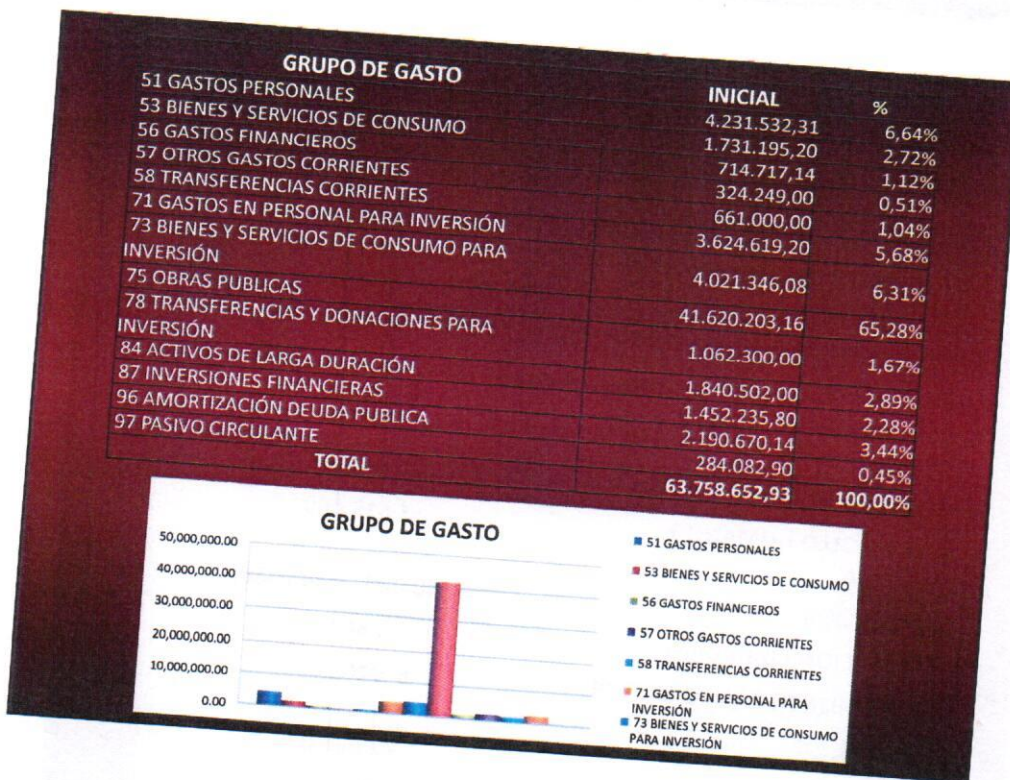 GRUPO DE GASTO INICIAL %
51 GASTOS PERSONALES 4.231.532,31 6,64%
53 BIENES Y SERVICIOS DE CONSUMO 1.731.195,20 2,72%
56 GASTOS FINANCIEROS 714.717,14 1,12%
57 OTROS GASTOS CORRIENTES 324.249,00 0,51%
58 TRANSFERENCIAS CORRIENTES 661.000,00 1,04%
71 GASTOS EN PERSONAL PARA INVERSIÓN 3.624.619,20 5,68%
73 BIENES Y SERVICIOS DE CONSUMO PARA
INVERSIÓN 4.021.346,08 6,31%
75 OBRAS PUBLICAS 41.620.203,16 65,28%
78 TRANSFERENCIAS Y DONACIONES PARA
INVERSIÓN 1.062.300,00 1,67%
84 ACTIVOS DE LARGA DURACIÓN 1.840.502,00 2,89%
87 INVERSIONES FINANCIERAS 1.452.235,80 2,28%
96 AMORTIZACIÓN DEUDA PUBLICA 2.190.670,14 3,44%
97 PASIVO CIRCULANTE 284.082,90 0,45%
TOTAL 63.758.652,93 100,00%
GRUPO DE GASTO
50,000,000.00
40,000,000.00
30,000,000.00
20,000,000.00
10,000,000.00
0.00
51 GASTOS PERSONALES
53 BIENES Y SERVICIOS DE CONSUMO
56 GASTOS FINANCIEROS
57 OTROS GASTOS CORRIENTES
58 TRANSFERENCIAS CORRIENTES
71 GASTOS EN PERSONAL PARA
INVERSIÓN
73 BIENES Y SERVICIOS DE CONSUMO
PARA INVERSIÓN